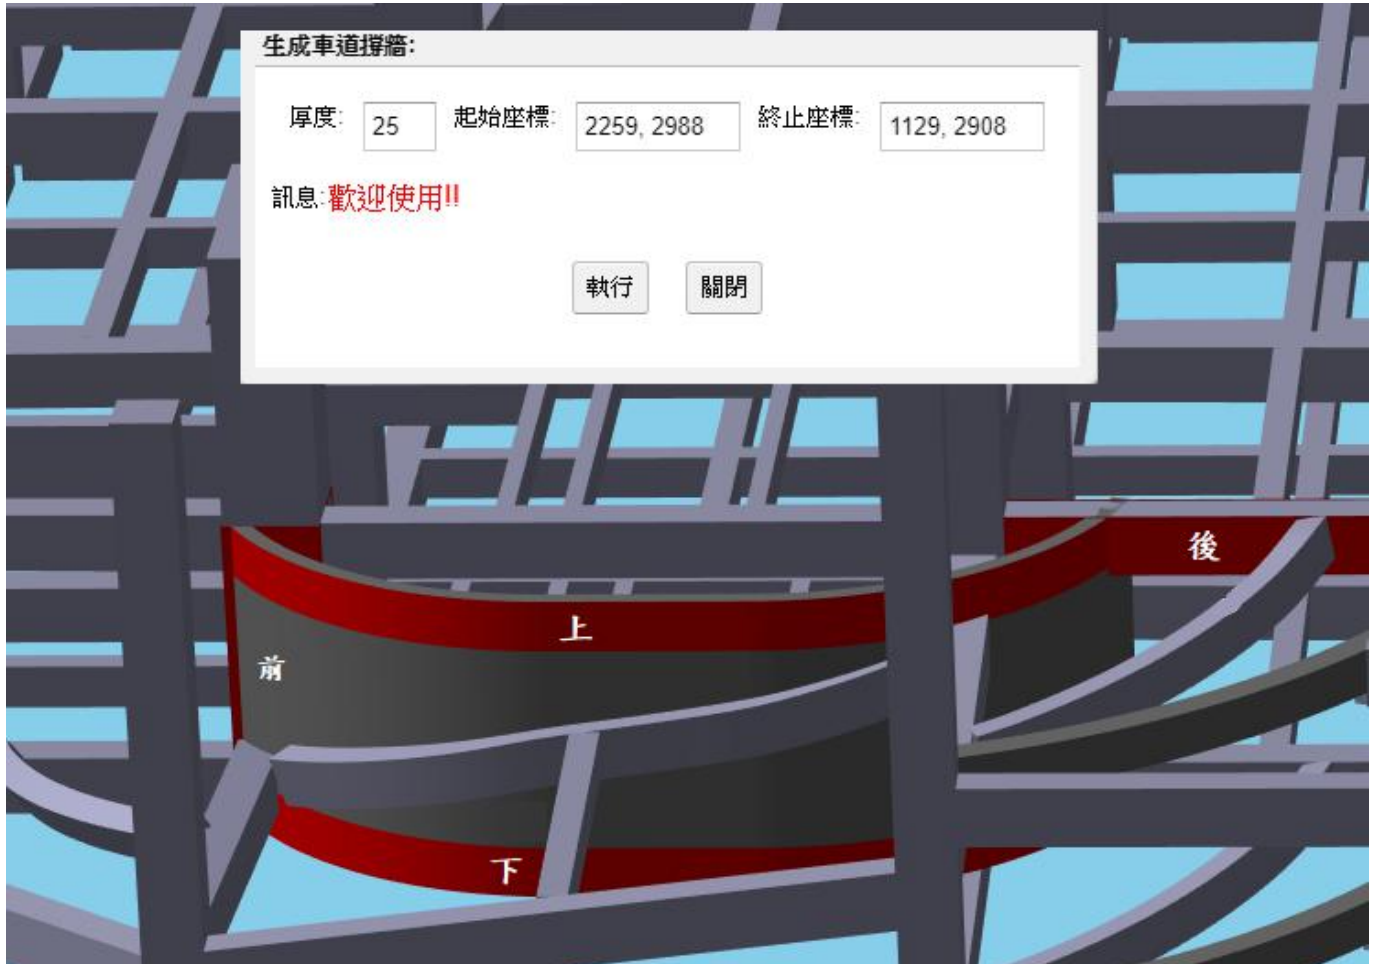 生成車道撐牆:
厚度: 25 起始座標: 2259, 2988 終止座標: 1129, 2908
訊息:歡迎使用!!
執行 關閉
後
上
前
下